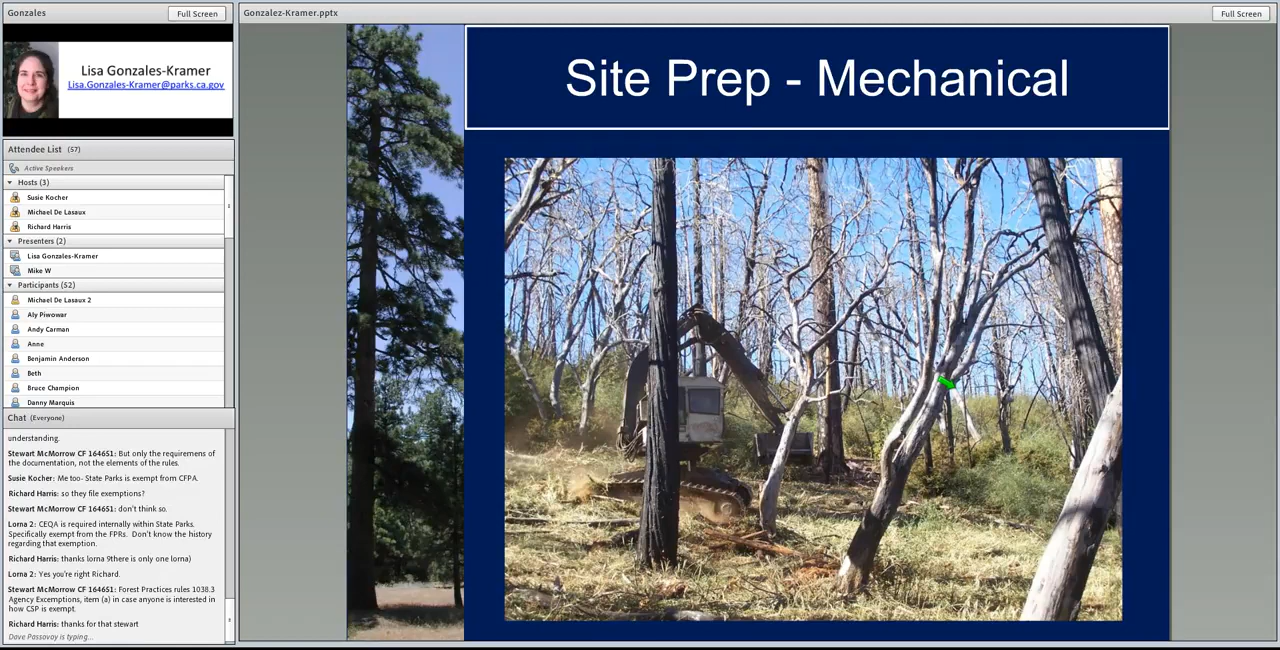 Gonzales
Full Screen
Lisa Gonzales-Kramer
Lisa.Gonzales-Kramer@parks.ca.gov
Attendee List (57)
Active Speakers
Hosts (3)
Susie Kocher
Michael De Lasaux
Richard Harris
Presenters (2)
Lisa Gonzales-Kramer
Mike W
Participants (52)
Michael De Lasaux 2
Aly Piwowar
Andy Carman
Anne
Benjamin Anderson
Beth
Bruce Champion
Danny Marquis
Chat (Everyone)
understanding.
Stewart McMorrow CF 164651: But only the requiremens of
the documentation, not the elements of the rules.
Susie Kocher: Me too- State Parks is exempt from CFPA.
Richard Harris: so they file exemptions?
Stewart McMorrow CF 164651: don't think so.
Lorna 2: CEQA is required internally within State Parks.
Specifically exempt from the FPRs. Don't know the history
regarding that exemption.
Richard Harris: thanks lorna 9there is only one lorna)
Lorna 2: Yes you're right Richard.
Stewart McMorrow CF 164651: Forest Practices rules 1038.3
Agency Excemptions, item (a) in case anyone is interested in
how CSP is exempt.
Richard Harris: thanks for that stewart
Dave Passovoy is typing...
Gonzalez-Kramer.pptx
Full Screen
Site Prep - Mechanical